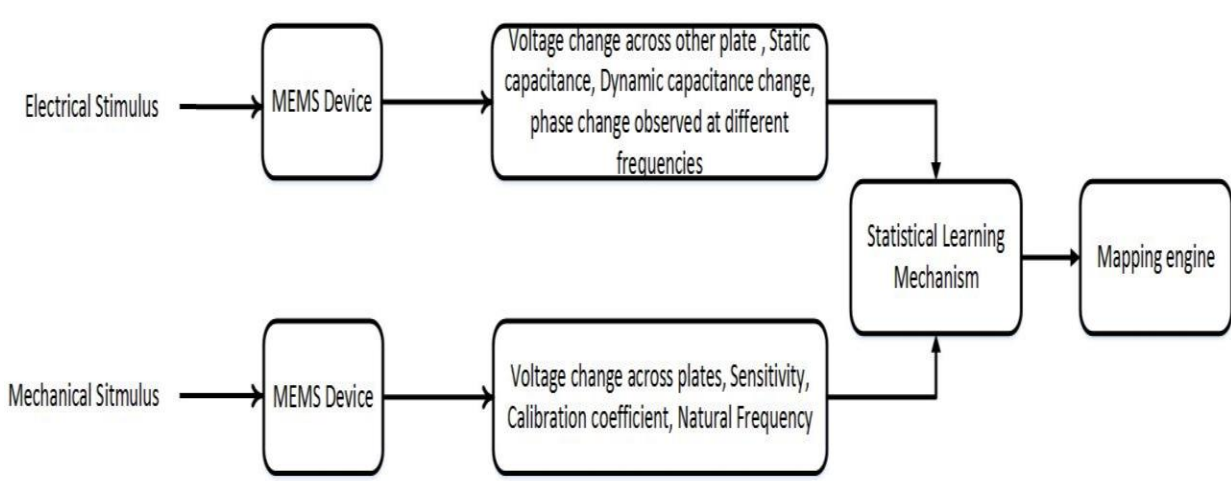 Electrical Stimulus
MEMS Device
Voltage change across other plate , Static
capacitance, Dynamic capacitance change,
phase change observed at different
frequencies
Statistical Learning
Mechanism
Mapping engine
Mechanical Sitmulus
MEMS Device
Voltage change across plates, Sensitivity,
Calibration coefficient, Natural Frequency